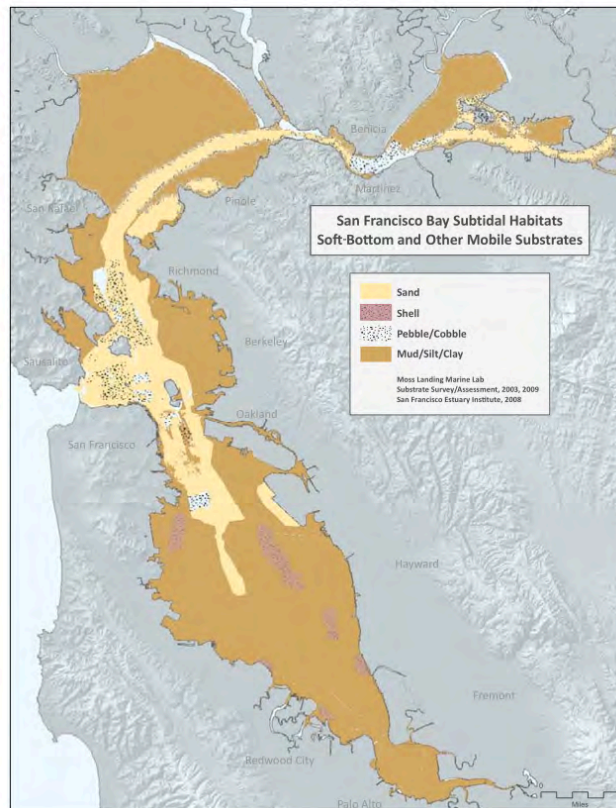 Benicia
Martinez
San Rafael
Pinole
San Francisco Bay Subtidal Habitats
Soft-Bottom and Other Mobile Substrates
Richmond
Sand
Shell
Pebble/Cobble
Mud/Silt/Clay
Berkeley
Sausalito
Moss Landing Marine Lab
Substrate Survey/Assessment, 2003, 2009
San Francisco Estuary Institute, 2008
Oakland
San Francisco
Hayward
Fremont
Redwood City
Palo Alto
Miles